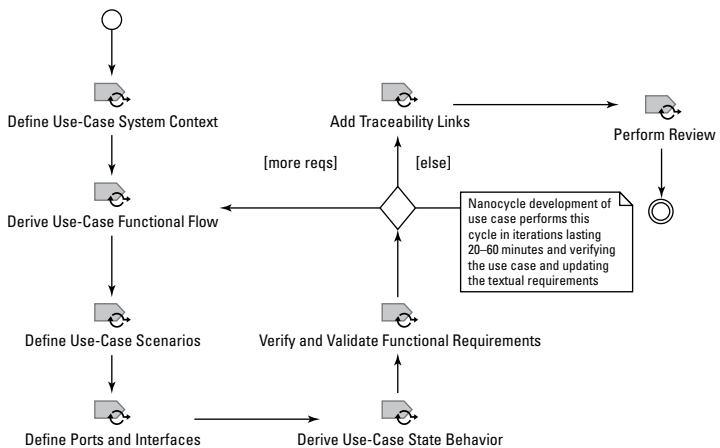 Define Use-Case System Context
Add Traceability Links
Perform Review
[more reqs]
[else]
Derive Use-Case Functional Flow
Nanocycle development of
use case performs this
cycle in iterations lasting
20–60 minutes and verifying
the use case and updating
the textual requirements
Define Use-Case Scenarios
Verify and Validate Functional Requirements
Define Ports and Interfaces
Derive Use-Case State Behavior